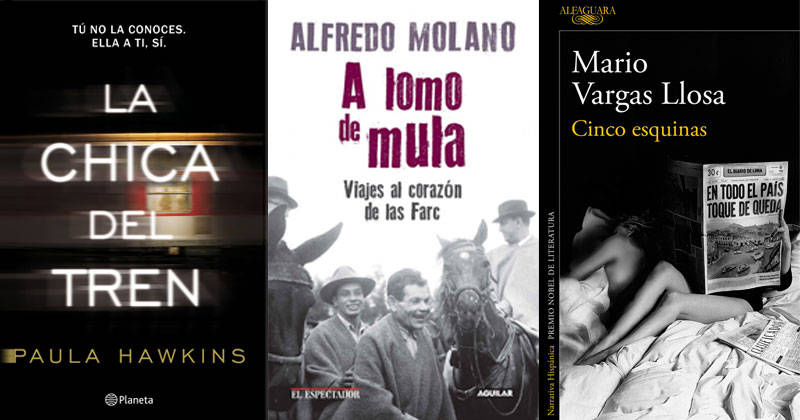 TÚ NO LA CONOCES.
ELLA A TI, SÍ.
LA
CHICA
DEL
TREN
PAULA HAWKINS
Planeta
ALFREDO MOLANO
A lomo
de mula
Viajes al corazón
de las Farc
EL ESPECTADOR
AGUILAR
ALFAGUARA
Mario
Vargas Llosa
Cinco esquinas
Narrativa Hispánica PREMIO NOBEL DE LITERATURA
30¢
EL DIARIO DE LIMA
EN TODO EL PAÍS
TOQUE DE QUEDA